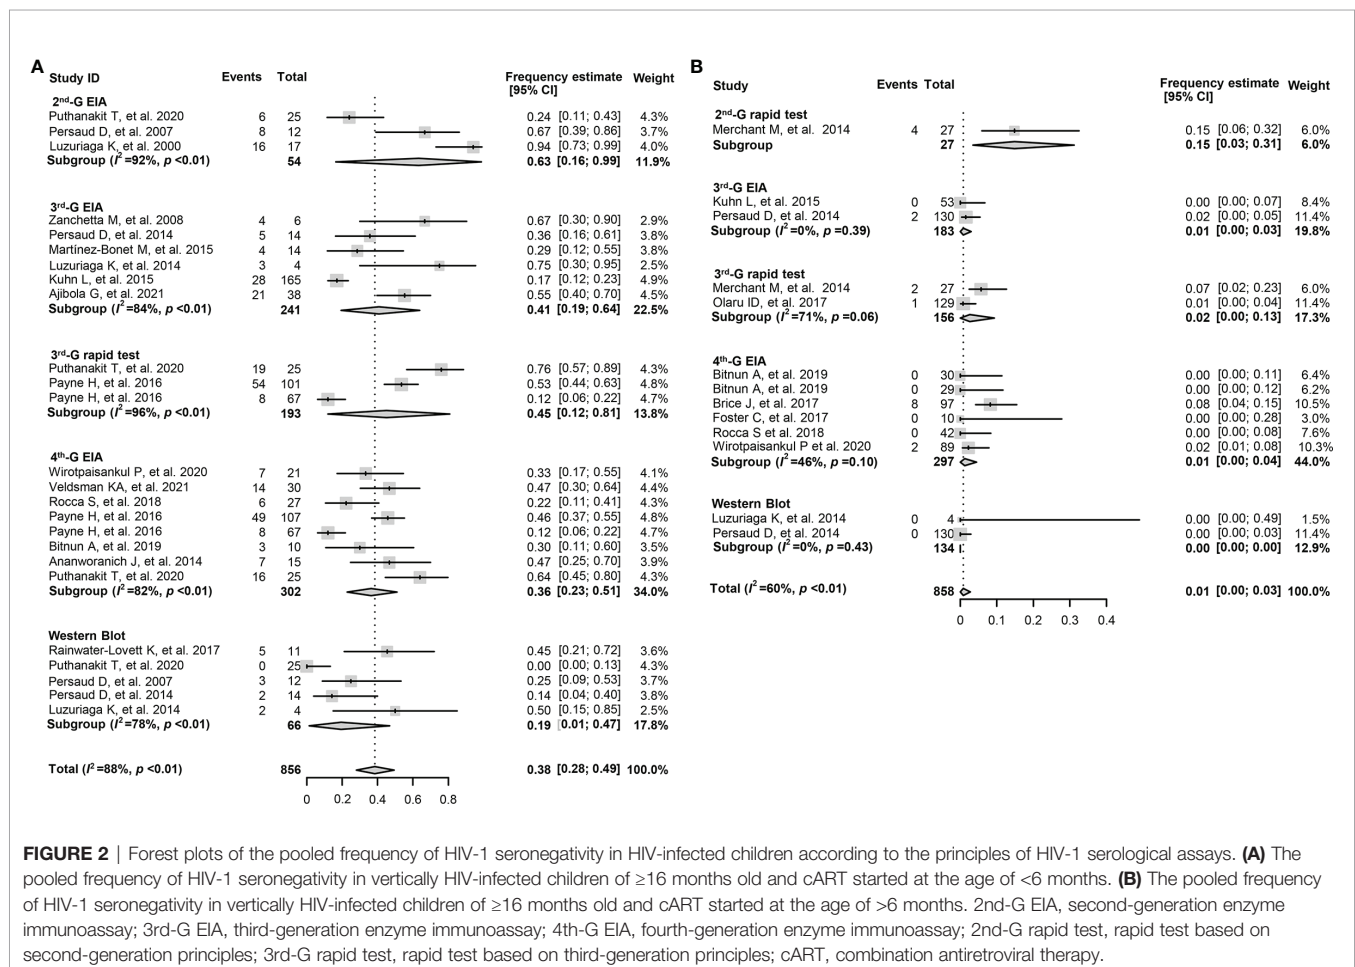 A
Study ID Events Total Frequency estimate [95% CI] Weight
2nd-G EIA
Puthanakit T, et al. 2020 6 25 0.24 [0.11; 0.43] 4.3%
Persaud D, et al. 2007 8 12 0.67 [0.39; 0.86] 3.7%
Luzuriaga K, et al. 2000 16 17 0.94 [0.73; 0.99] 4.0%
Subgroup (I2=92%, p <0.01) 54 0.63 [0.16; 0.99] 11.9%
3rd-G EIA
Zanchetta M, et al. 2008 4 6 0.67 [0.30; 0.90] 2.9%
Persaud D, et al. 2014 5 14 0.36 [0.16; 0.61] 3.8%
Martínez-Bonet M, et al. 2015 4 14 0.29 [0.12; 0.55] 3.8%
Luzuriaga K, et al. 2014 3 4 0.75 [0.30; 0.95] 2.5%
Kuhn L, et al. 2015 28 165 0.17 [0.12; 0.23] 4.9%
Ajibola G, et al. 2021 21 38 0.55 [0.40; 0.70] 4.5%
Subgroup (I2=84%, p <0.01) 241 0.41 [0.19; 0.64] 22.5%
3rd-G rapid test
Puthanakit T, et al. 2020 19 25 0.76 [0.57; 0.89] 4.3%
Payne H, et al. 2016 54 101 0.53 [0.44; 0.63] 4.8%
Payne H, et al. 2016 8 67 0.12 [0.06; 0.22] 4.7%
Subgroup (I2=96%, p <0.01) 193 0.45 [0.12; 0.81] 13.8%
4th-G EIA
Wirotpaisankul P, et al. 2020 7 21 0.33 [0.17; 0.55] 4.1%
Veldsman KA, et al. 2021 14 30 0.47 [0.30; 0.64] 4.4%
Rocca S, et al. 2018 6 27 0.22 [0.11; 0.41] 4.3%
Payne H, et al. 2016 49 107 0.46 [0.37; 0.55] 4.8%
Payne H, et al. 2016 8 67 0.12 [0.06; 0.22] 4.7%
Bitnun A, et al. 2019 3 10 0.30 [0.11; 0.60] 3.5%
Ananworanich J, et al. 2014 7 15 0.47 [0.25; 0.70] 3.9%
Puthanakit T, et al. 2020 16 25 0.64 [0.45; 0.80] 4.3%
Subgroup (I2=82%, p <0.01) 302 0.36 [0.23; 0.51] 34.0%
Western Blot
Rainwater-Lovett K, et al. 2017 5 11 0.45 [0.21; 0.72] 3.6%
Puthanakit T, et al. 2020 0 25 0.00 [0.00; 0.13] 4.3%
Persaud D, et al. 2007 3 12 0.25 [0.09; 0.53] 3.7%
Persaud D, et al. 2014 2 14 0.14 [0.04; 0.40] 3.8%
Luzuriaga K, et al. 2014 2 4 0.50 [0.15; 0.85] 2.5%
Subgroup (I2=78%, p <0.01) 66 0.19 [0.01; 0.47] 17.8%
Total (I2=88%, p <0.01) 856 0.38 [0.28; 0.49] 100.0%
0 0.2 0.4 0.6 0.8
B
Study Events Total Frequency estimate [95% CI] Weight
2nd-G rapid test
Merchant M, et al. 2014 4 27 0.15 [0.06; 0.32] 6.0%
Subgroup 27 0.15 [0.03; 0.31] 6.0%
3rd-G EIA
Kuhn L, et al. 2015 0 53 0.00 [0.00; 0.07] 8.4%
Persaud D, et al. 2014 2 130 0.02 [0.00; 0.05] 11.4%
Subgroup (I2=0%, p =0.39) 183 0.01 [0.00; 0.03] 19.8%
3rd-G rapid test
Merchant M, et al. 2014 2 27 0.07 [0.02; 0.23] 6.0%
Olaru ID, et al. 2017 1 129 0.01 [0.00; 0.04] 11.4%
Subgroup (I2=71%, p =0.06) 156 0.02 [0.00; 0.13] 17.3%
4th-G EIA
Bitnun A, et al. 2019 0 30 0.00 [0.00; 0.11] 6.4%
Bitnun A, et al. 2019 0 29 0.00 [0.00; 0.12] 6.2%
Brice J, et al. 2017 8 97 0.08 [0.04; 0.15] 10.5%
Foster C, et al. 2017 0 10 0.00 [0.00; 0.28] 3.0%
Rocca S et al. 2018 0 42 0.00 [0.00; 0.08] 7.6%
Wirotpaisankul P et al. 2020 2 89 0.02 [0.01; 0.08] 10.3%
Subgroup (I2=46%, p =0.10) 297 0.01 [0.00; 0.04] 44.0%
Western Blot
Luzuriaga K, et al. 2014 0 4 0.00 [0.00; 0.49] 1.5%
Persaud D, et al. 2014 0 130 0.00 [0.00; 0.03] 11.4%
Subgroup (I2=0%, p =0.43) 134 0.00 [0.00; 0.00] 12.9%
Total (I2=60%, p <0.01) 858 0.01 [0.00; 0.03] 100.0%
0 0.1 0.2 0.3 0.4
FIGURE 2 | Forest plots of the pooled frequency of HIV-1 seronegativity in HIV-infected children according to the principles of HIV-1 serological assays. (A) The
pooled frequency of HIV-1 seronegativity in vertically HIV-infected children of ≥16 months old and cART started at the age of <6 months. (B) The pooled frequency
of HIV-1 seronegativity in vertically HIV-infected children of ≥16 months old and cART started at the age of >6 months. 2nd-G EIA, second-generation enzyme
immunoassay; 3rd-G EIA, third-generation enzyme immunoassay; 4th-G EIA, fourth-generation enzyme immunoassay; 2nd-G rapid test, rapid test based on
second-generation principles; 3rd-G rapid test, rapid test based on third-generation principles; cART, combination antiretroviral therapy.